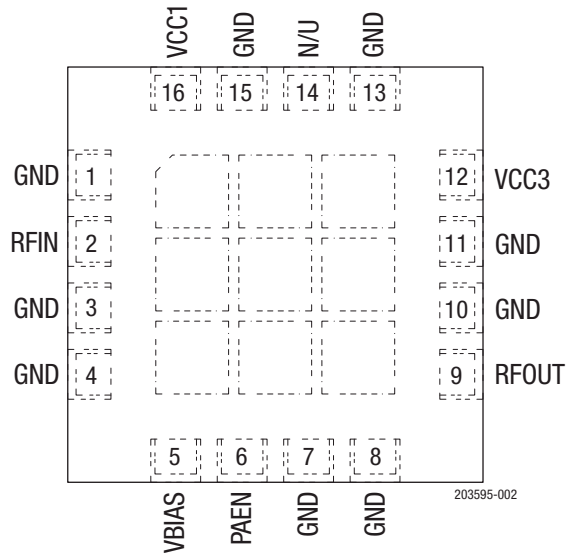 VCC1 GND N/U GND
16 15 14 13
GND 1 12 VCC3
RFIN 2 11 GND
GND 3 10 GND
GND 4 9 RFOUT
5 6 7 8
VBIAS PAEN GND GND
203595-002